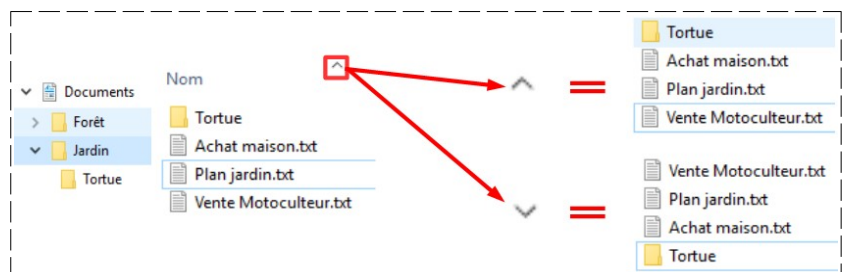 Documents
Forêt
Jardin
Tortue
Nom
Tortue
Achat maison.txt
Plan jardin.txt
Vente Motoculteur.txt
Tortue
Achat maison.txt
Plan jardin.txt
Vente Motoculteur.txt
Vente Motoculteur.txt
Plan jardin.txt
Achat maison.txt
Tortue